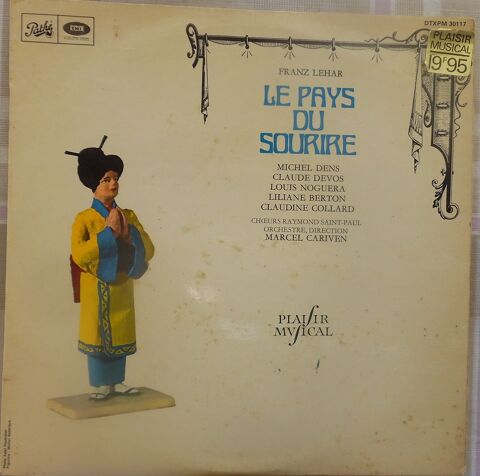 Pathé
EMI
DTXPM 30117
PLAISIR
MUSICAL
19F95
FRANZ LEHAR
LE PAYS
DU
SOURIRE
MICHEL DENS
CLAUDE DEVOS
LOUIS NOGUERA
LILIANE BERTON
CLAUDINE COLLARD
CHŒURS RAYMOND SAINT-PAUL
ORCHESTRE, DIRECTION
MARCEL CARIVEN
PLAISIR
MUSICAL